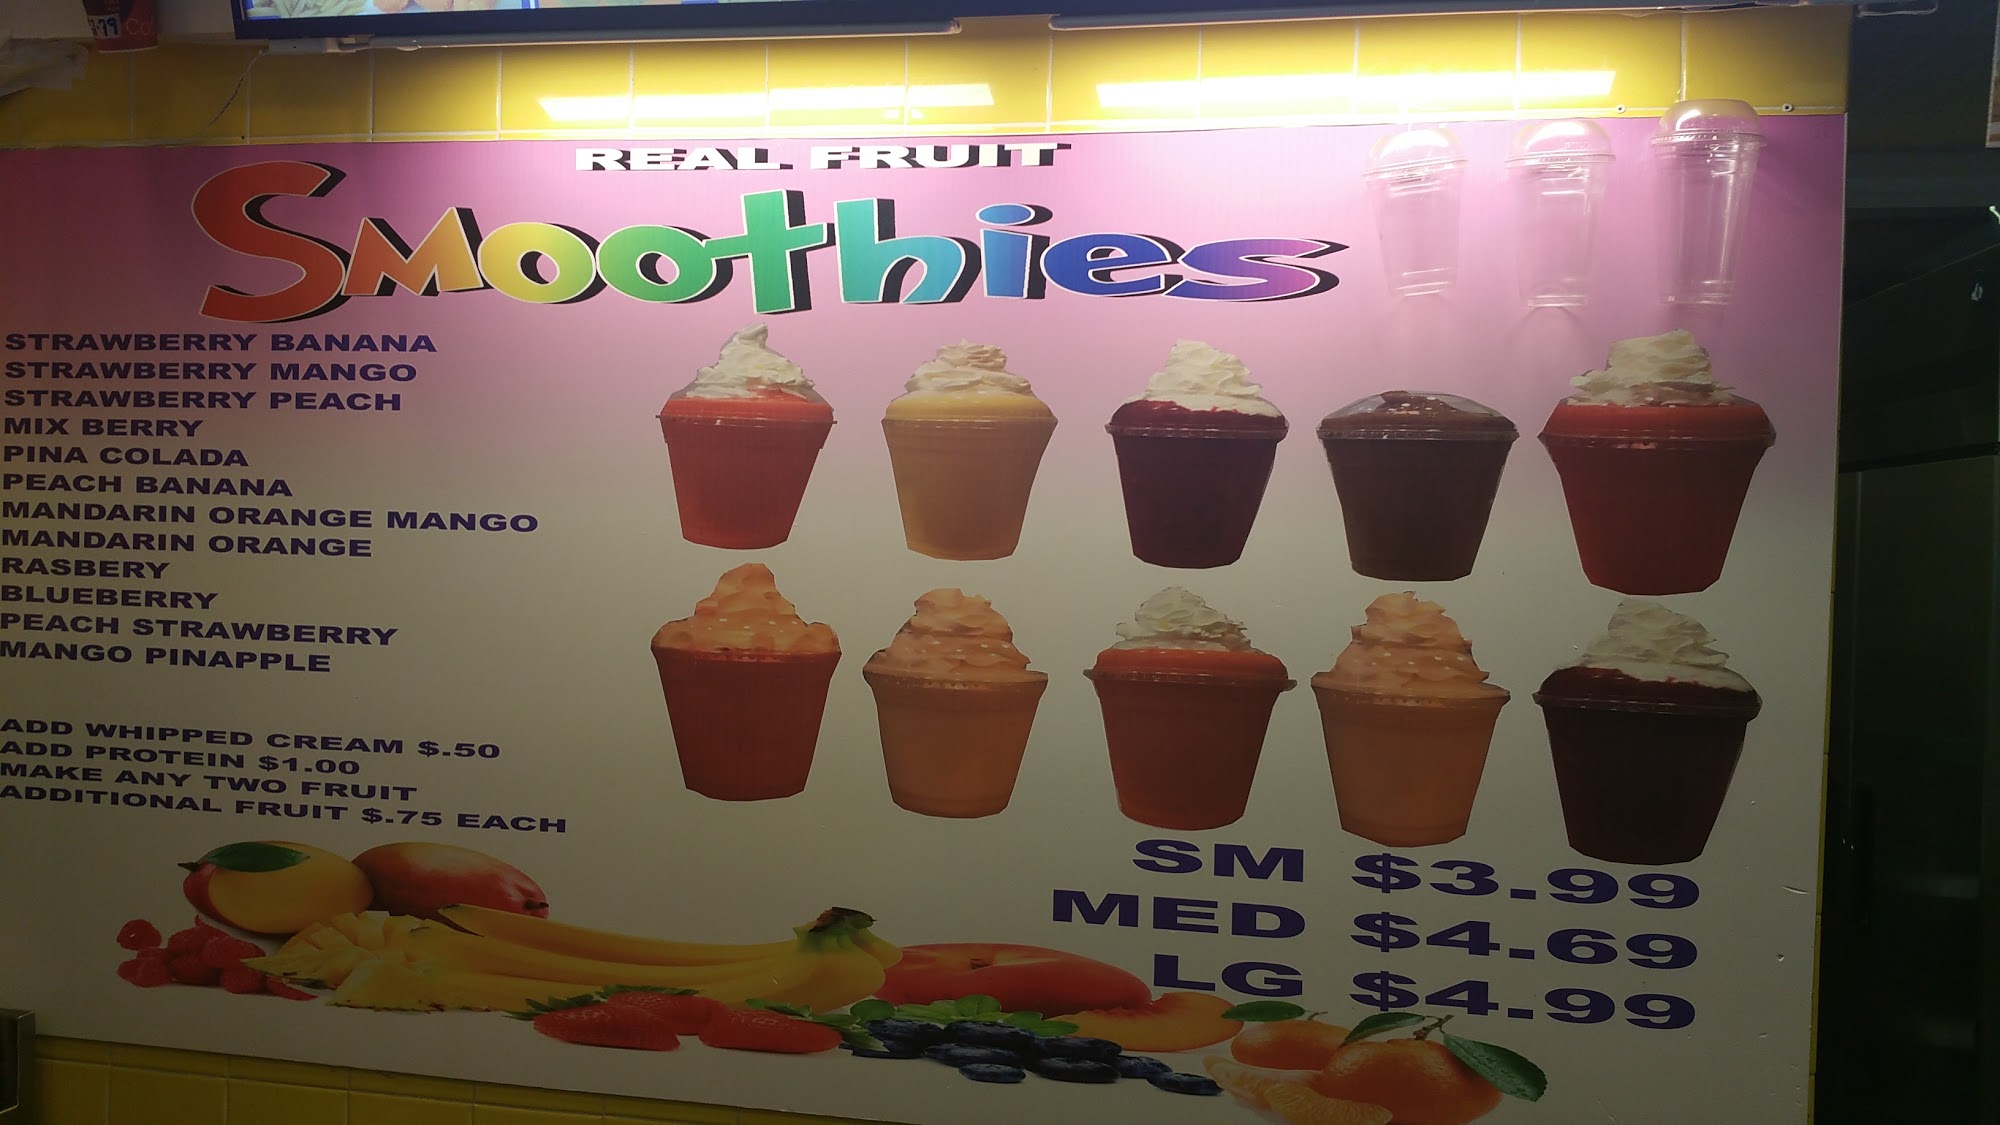 REAL FRUIT
SMOOTHIES
STRAWBERRY BANANA
STRAWBERRY MANGO
STRAWBERRY PEACH
MIX BERRY
PINA COLADA
PEACH BANANA
MANDARIN ORANGE MANGO
MANDARIN ORANGE
RASBERY
BLUEBERRY
PEACH STRAWBERRY
MANGO PINAPPLE
ADD WHIPPED CREAM $.50
ADD PROTEIN $1.00
MAKE ANY TWO FRUIT
ADDITIONAL FRUIT $.75 EACH
SM $3.99
MED $4.69
LG $4.99